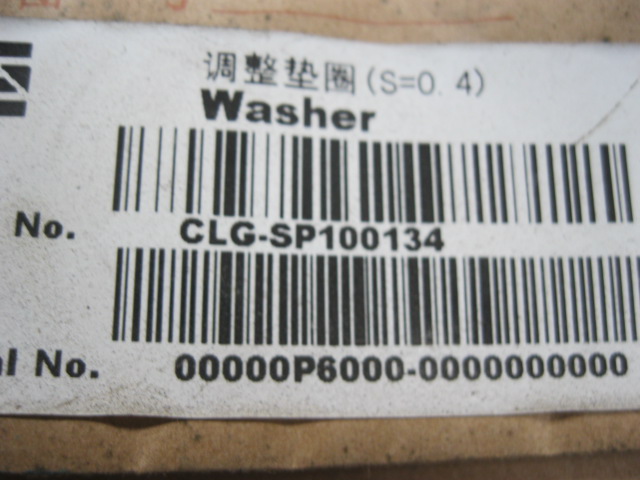 调整垫圈(S=0.4)
Washer
No. CLG-SP100134
No. 00000P6000-0000000000